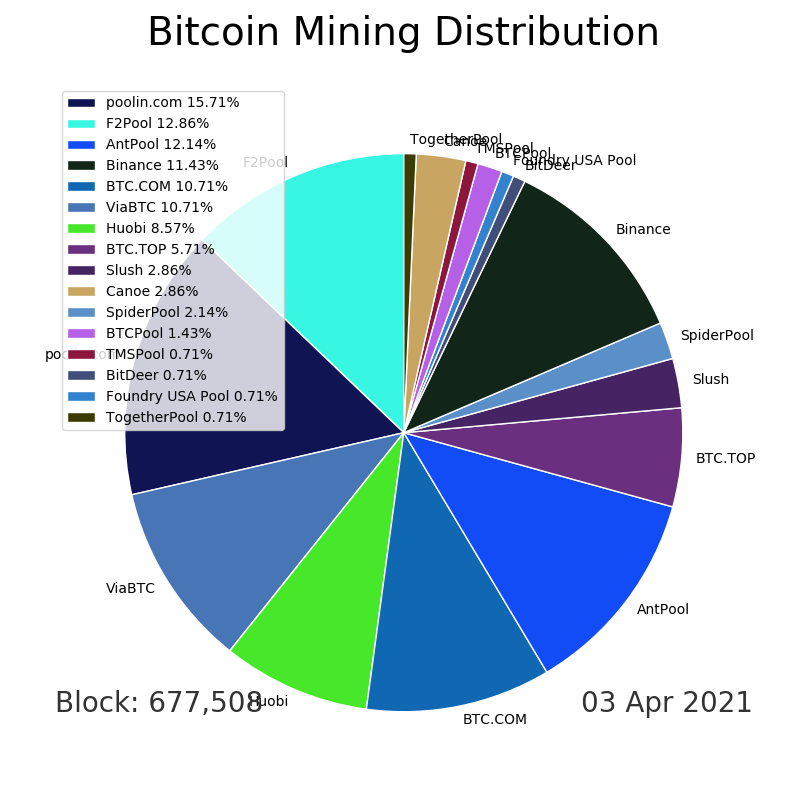 Bitcoin Mining Distribution
poolin.com 15.71%
F2Pool 12.86%
AntPool 12.14%
Binance 11.43%
BTC.COM 10.71%
ViaBTC 10.71%
Huobi 8.57%
BTC.TOP 5.71%
Slush 2.86%
Canoe 2.86%
SpiderPool 2.14%
BTCPool 1.43%
TMSPool 0.71%
BitDeer 0.71%
Foundry USA Pool 0.71%
TogetherPool 0.71%
F2Pool
TogetherPool
Canoe
TMSPool
BTCPool
Foundry USA Pool
BitDeer
Binance
SpiderPool
Slush
BTC.TOP
AntPool
BTC.COM
Huobi
ViaBTC
Block: 677,508
03 Apr 2021